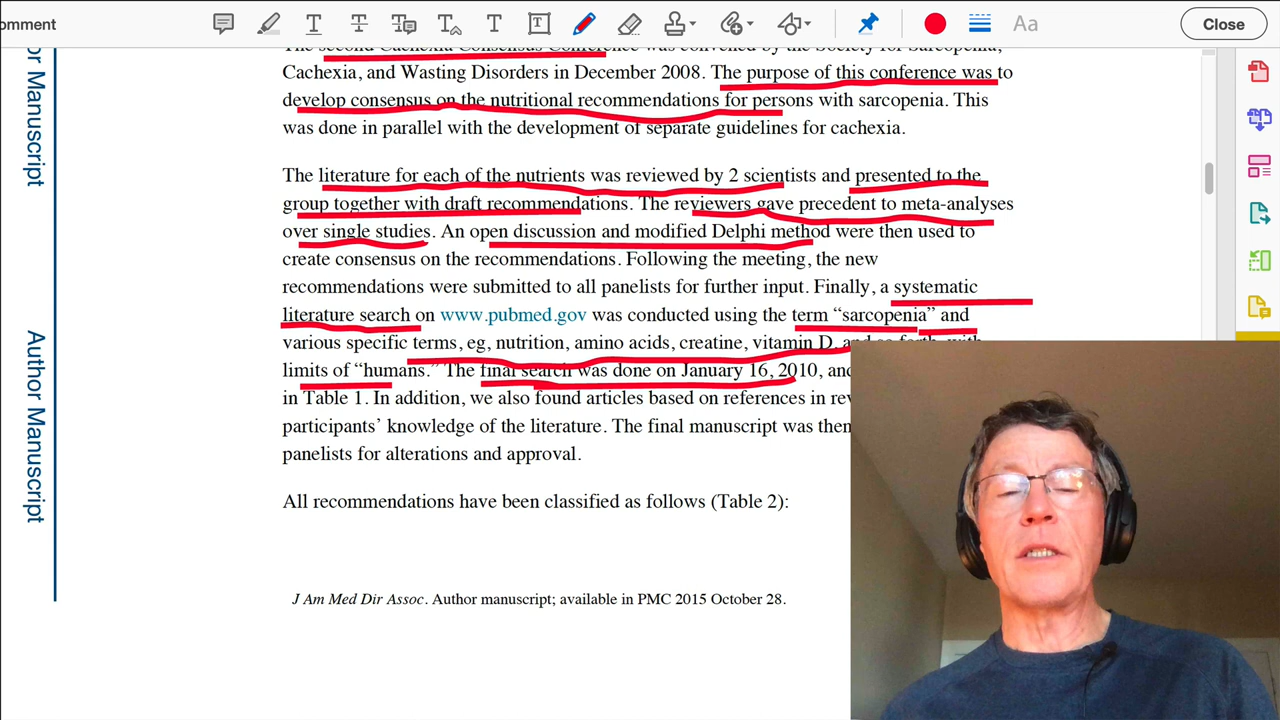 omment
Close
Aa
or Manuscript
Author Manuscript
The second Cachexia Consensus Conference was convened by the Society for Sarcopenia,
Cachexia, and Wasting Disorders in December 2008. The purpose of this conference was to
develop consensus on the nutritional recommendations for persons with sarcopenia. This
was done in parallel with the development of separate guidelines for cachexia.
The literature for each of the nutrients was reviewed by 2 scientists and presented to the
group together with draft recommendations. The reviewers gave precedent to meta-analyses
over single studies. An open discussion and modified Delphi method were then used to
create consensus on the recommendations. Following the meeting, the new
recommendations were submitted to all panelists for further input. Finally, a systematic
literature search on www.pubmed.gov was conducted using the term “sarcopenia” and
various specific terms, eg, nutrition, amino acids, creatine, vitamin D, and so forth, with
limits of “humans.” The final search was done on January 16, 2010, and
in Table 1. In addition, we also found articles based on references in rev
participants’ knowledge of the literature. The final manuscript was then
panelists for alterations and approval.
All recommendations have been classified as follows (Table 2):
J Am Med Dir Assoc. Author manuscript; available in PMC 2015 October 28.